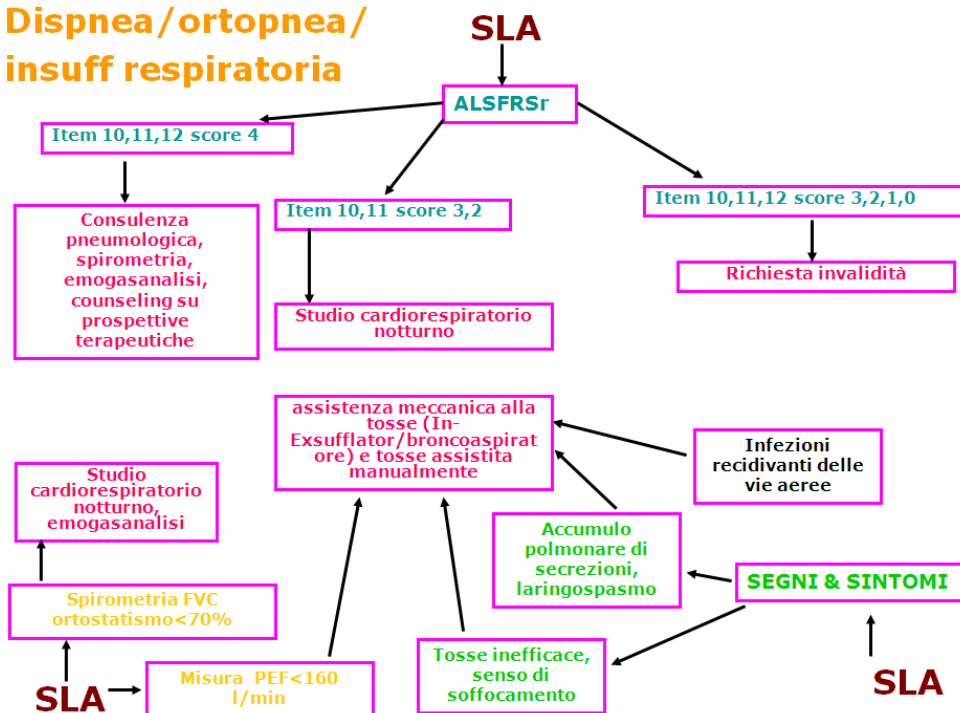 Dispnea/ortopnea/
insuff respiratoria
SLA
ALSFRSr
Item 10,11,12 score 4
Item 10,11 score 3,2
Item 10,11,12 score 3,2,1,0
Consulenza
pneumologica,
spirometria,
emogasanalisi,
counseling su
prospettive
terapeutiche
Studio cardiorespiratorio
notturno
Richiesta invalidità
assistenza meccanica alla
tosse (In-
Exsufflator/broncoaspirat
ore) e tosse assistita
manualmente
Infezioni
recidivanti delle
vie aeree
Studio
cardiorespiratorio
notturno,
emogasanalisi
Accumulo
polmonare di
secrezioni,
laringospasmo
SEGNI & SINTOMI
Spirometria FVC
ortostatismo<70%
Tosse inefficace,
senso di
soffocamento
SLA
Misura PEF<160
l/min
SLA